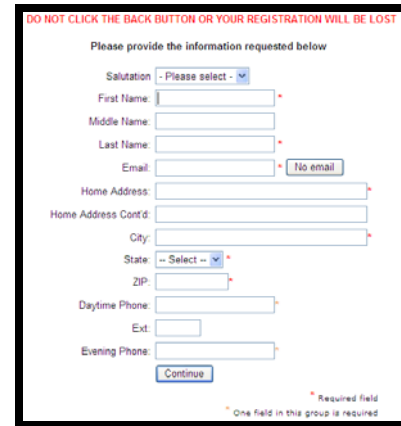 DO NOT CLICK THE BACK BUTTON OR YOUR REGISTRATION WILL BE LOST
Please provide the information requested below
Salutation - Please select -
First Name: *
Middle Name:
Last Name: *
Email: * No email
Home Address: *
Home Address Cont'd:
City: *
State: -- Select -- *
ZIP: *
Daytime Phone: *
Ext:
Evening Phone: *
Continue
* Required field
* One field in this group is required